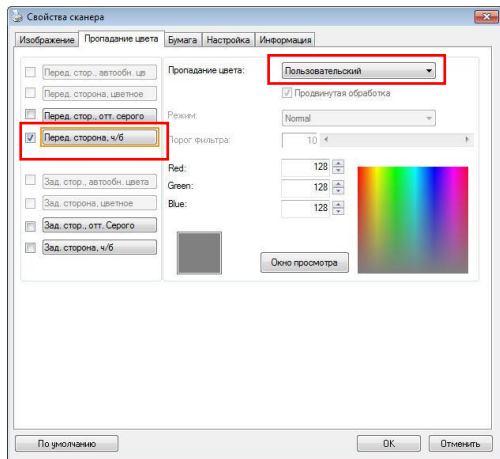 Свойства сканера
Изображение Пропадание цвета Бумага Настройка Информация
Перед. стор., автообн. цв
Перед. сторона, цветное
Перед. стор., отт. серого
Перед. сторона, ч/б
Зад. стор., автообн. цвета
Зад. сторона, цветное
Зад. стор., отт. Серого
Зад. сторона, ч/б
Пропадание цвета: Пользовательский
Продвинутая обработка
Режим: Normal
Порог фильтра: 10
Red: 128
Green: 128
Blue: 128
Окно просмотра
По умолчанию OK Отменить